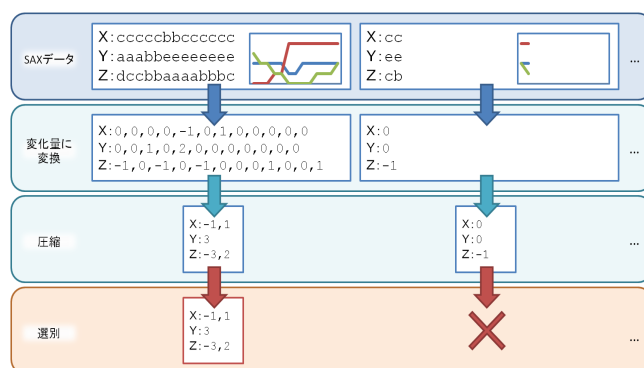 SAXデータ
X:cccccbbcccccc
Y:aaabbeeeeeeee
Z:dccbbaaaabbbc
X:cc
Y:ee
Z:cb
...
変化量に
変換
X:0,0,0,0,-1,0,1,0,0,0,0,0
Y:0,0,1,0,2,0,0,0,0,0,0,0
Z:-1,0,-1,0,-1,0,0,0,1,0,0,1
X:0
Y:0
Z:-1
...
圧縮
X:-1,1
Y:3
Z:-3,2
X:0
Y:0
Z:-1
...
選別
X:-1,1
Y:3
Z:-3,2
...